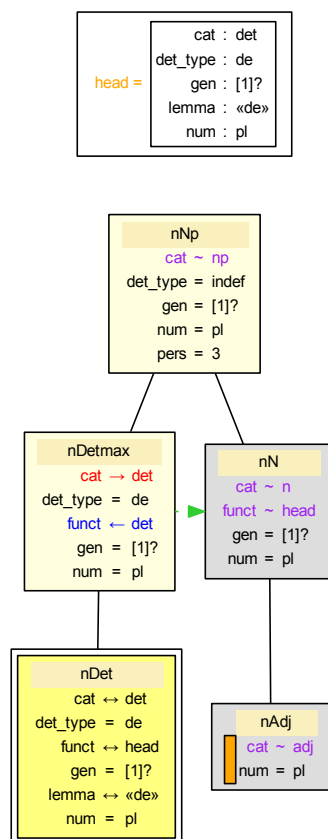 head =
cat : det
det_type : de
gen : [1]?
lemma : «de»
num : pl
nNp
cat ~ np
det_type = indef
gen = [1]?
num = pl
pers = 3
nDetmax
cat → det
det_type = de
funct ← det
gen = [1]?
num = pl
nN
cat ~ n
funct ~ head
gen = [1]?
num = pl
nDet
cat ↔ det
det_type = de
funct ↔ head
gen = [1]?
lemma ↔ «de»
num = pl
nAdj
cat ~ adj
num = pl